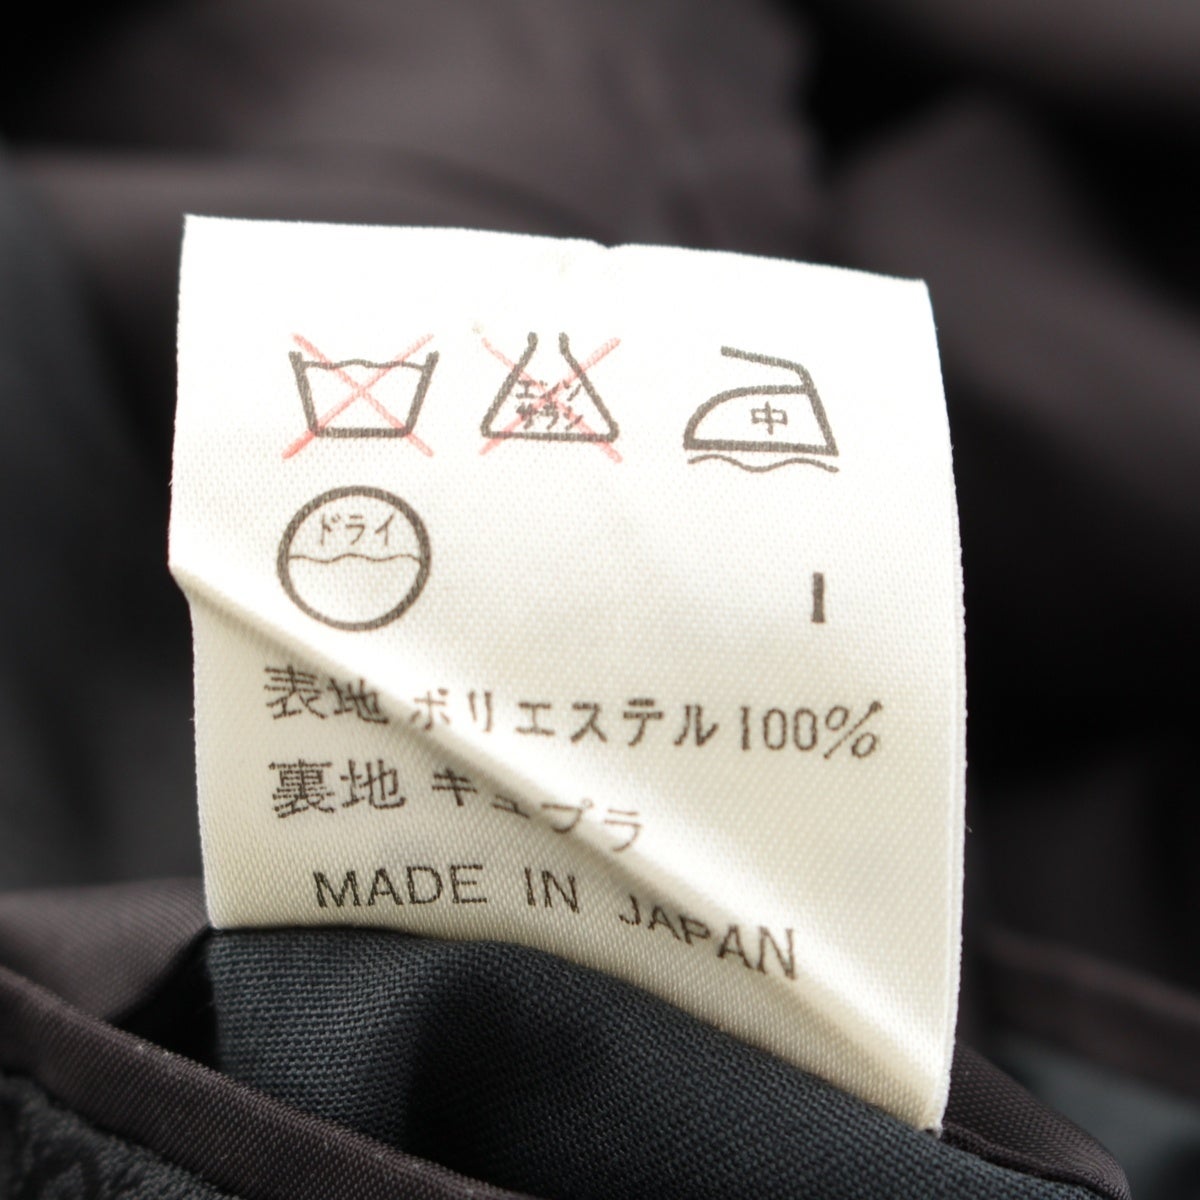 エンソ
サラシ
中
ドライ
I
表地 ポリエステル100%
裏地 キュプラ
MADE IN JAPAN